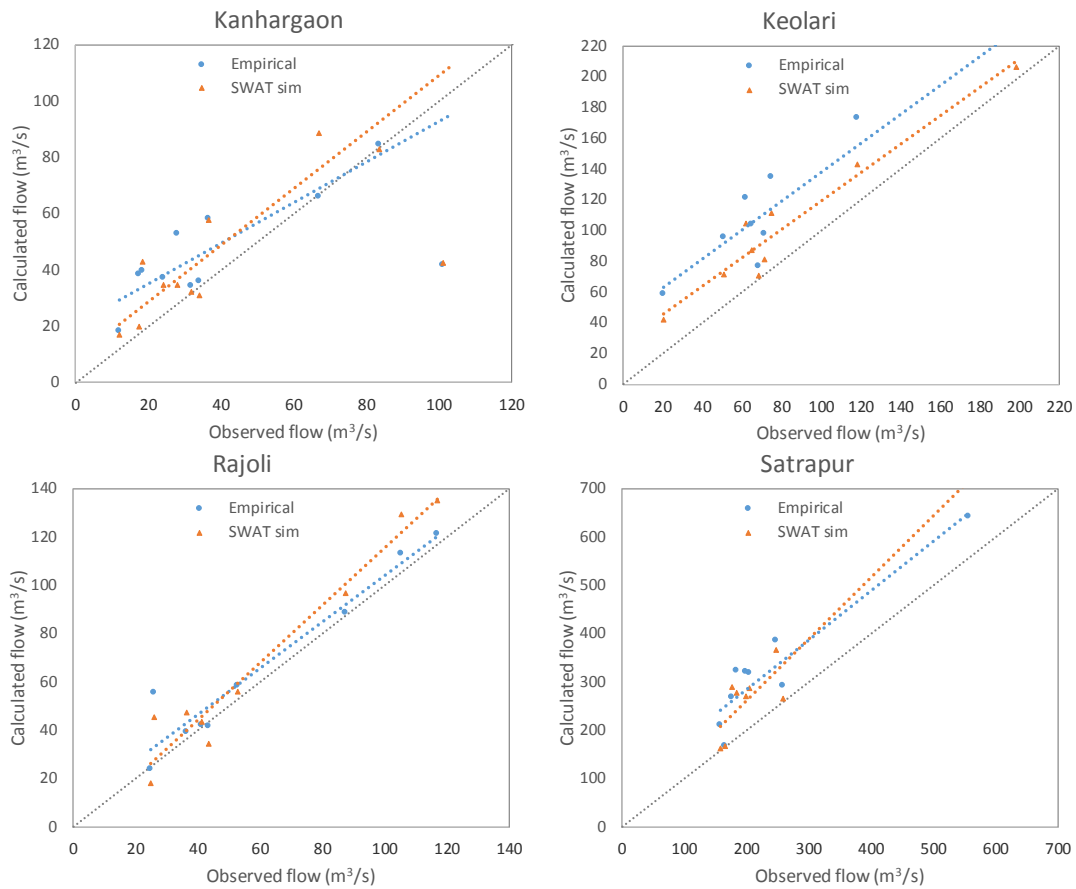 Kanhargaon
120
100
80
60
40
20
0
Calculated flow (m³/s)
Empirical
SWAT sim
0 20 40 60 80 100 120
Observed flow (m³/s)
Keolari
220
200
180
160
140
120
100
80
60
40
20
0
Calculated flow (m³/s)
Empirical
SWAT sim
0 20 40 60 80 100 120 140 160 180 200 220
Observed flow (m³/s)
Rajoli
140
120
100
80
60
40
20
0
Calculated flow (m³/s)
Empirical
SWAT sim
0 20 40 60 80 100 120 140
Observed flow (m³/s)
Satrapur
700
600
500
400
300
200
100
0
Calculated flow (m³/s)
Empirical
SWAT sim
0 100 200 300 400 500 600 700
Observed flow (m³/s)